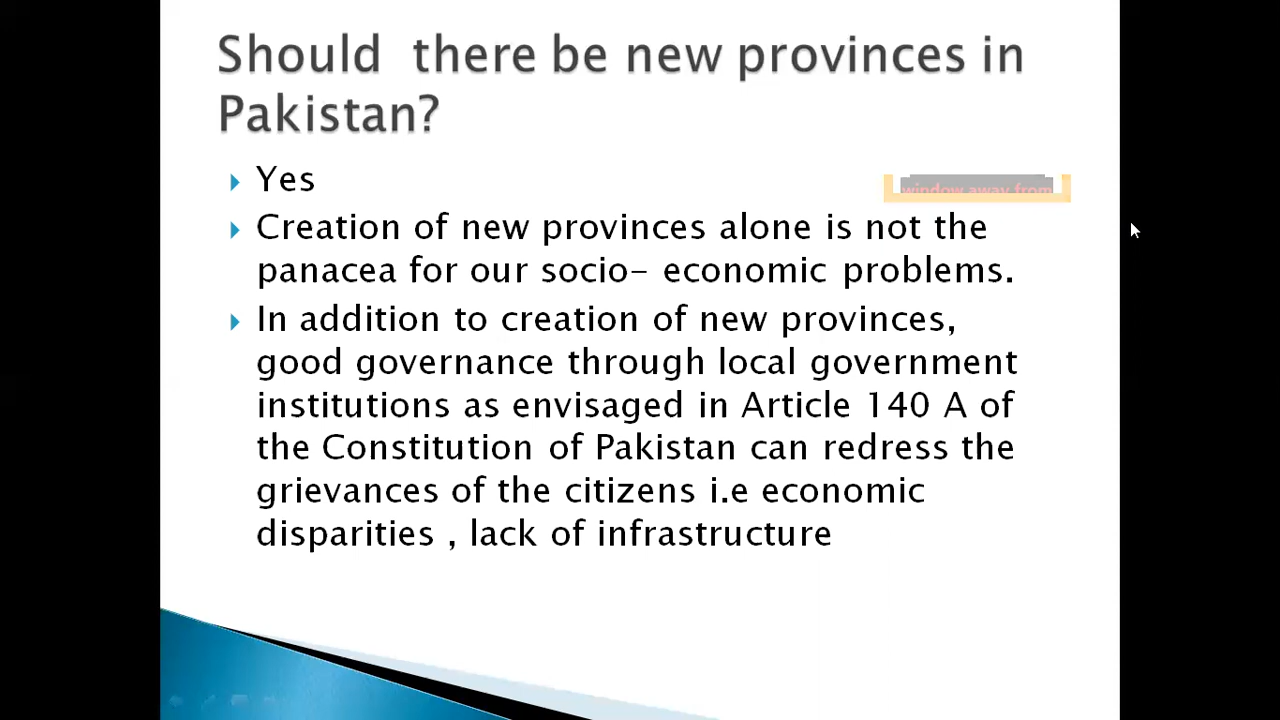 Should there be new provinces in
Pakistan?
Yes
window away from
Creation of new provinces alone is not the
panacea for our socio- economic problems.
In addition to creation of new provinces,
good governance through local government
institutions as envisaged in Article 140 A of
the Constitution of Pakistan can redress the
grievances of the citizens i.e economic
disparities , lack of infrastructure